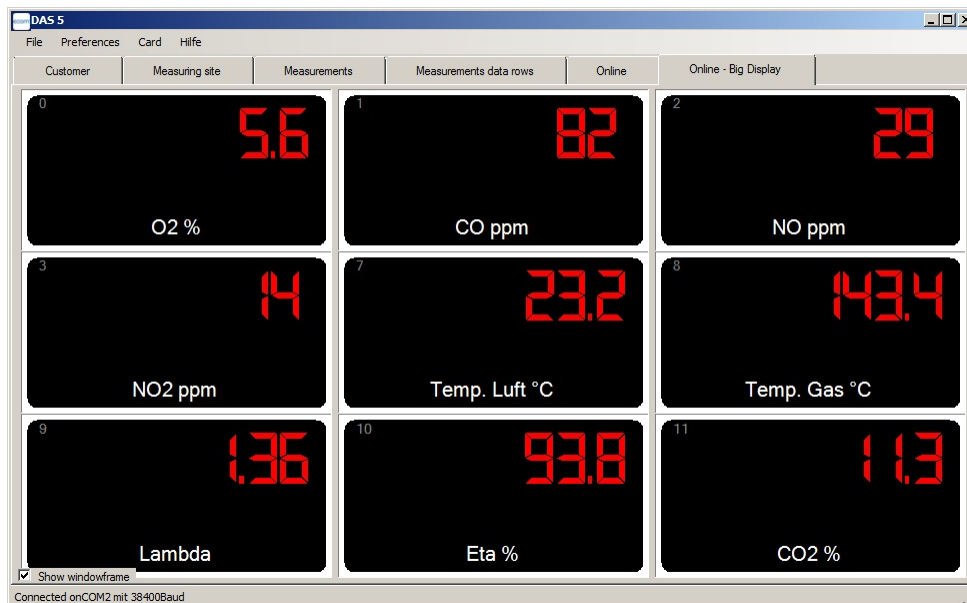 ecom DAS 5
File Preferences Card Hilfe
Customer Measuring site Measurements Measurements data rows Online Online - Big Display
0 5.6
O2 %
1 82
CO ppm
2 29
NO ppm
3 14
NO2 ppm
7 23.2
Temp. Luft °C
8 143.4
Temp. Gas °C
9 1.36
Lambda
10 93.8
Eta %
11 11.3
CO2 %
Show windowframe
Connected onCOM2 mit 38400Baud